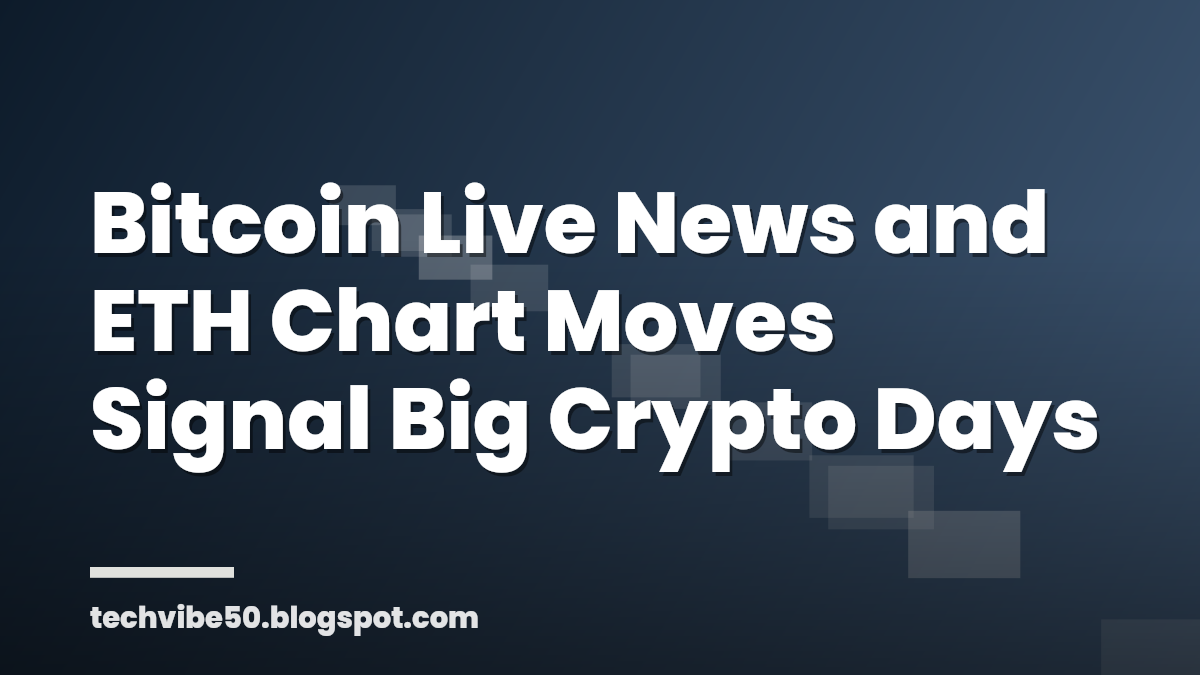 Bitcoin Live News and
ETH Chart Moves
Signal Big Crypto Days
techvibe50.blogspot.com